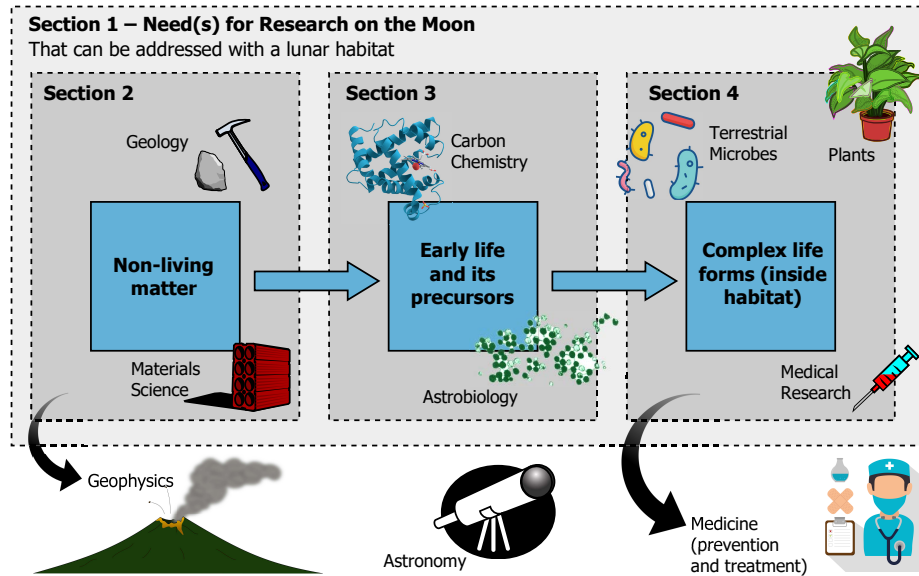 Section 1 – Need(s) for Research on the Moon
That can be addressed with a lunar habitat
Section 2
Geology
Non-living
matter
Materials
Science
Section 3
Carbon
Chemistry
Early life
and its
precursors
Astrobiology
Section 4
Terrestrial
Microbes
Plants
Complex life
forms (inside
habitat)
Medical
Research
Geophysics
Astronomy
Medicine
(prevention
and treatment)